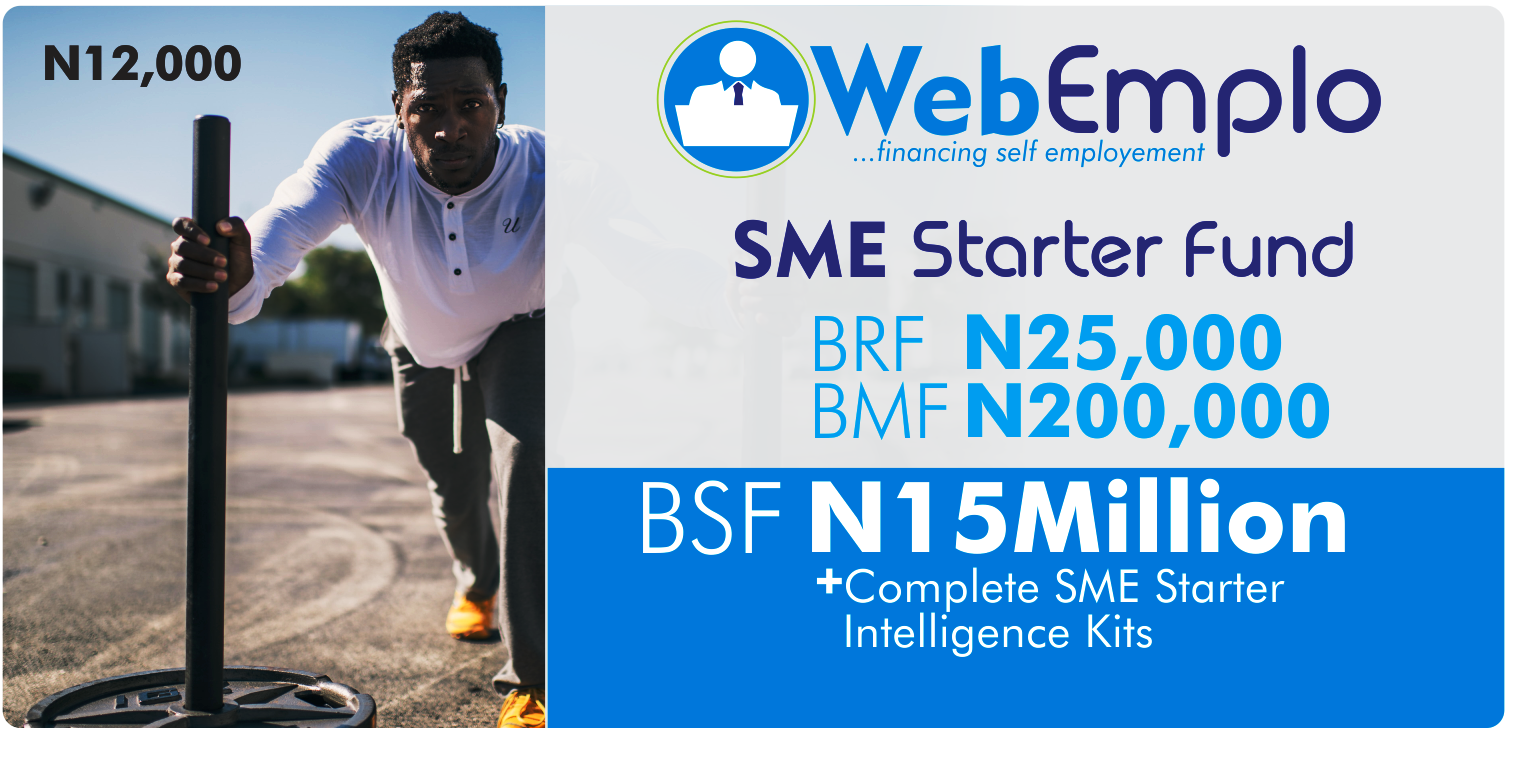 N12,000
WebEmplo
...financing self employement
SME Starter Fund
BRF N25,000
BMF N200,000
BSF N15Million
+Complete SME Starter
Intelligence Kits
U